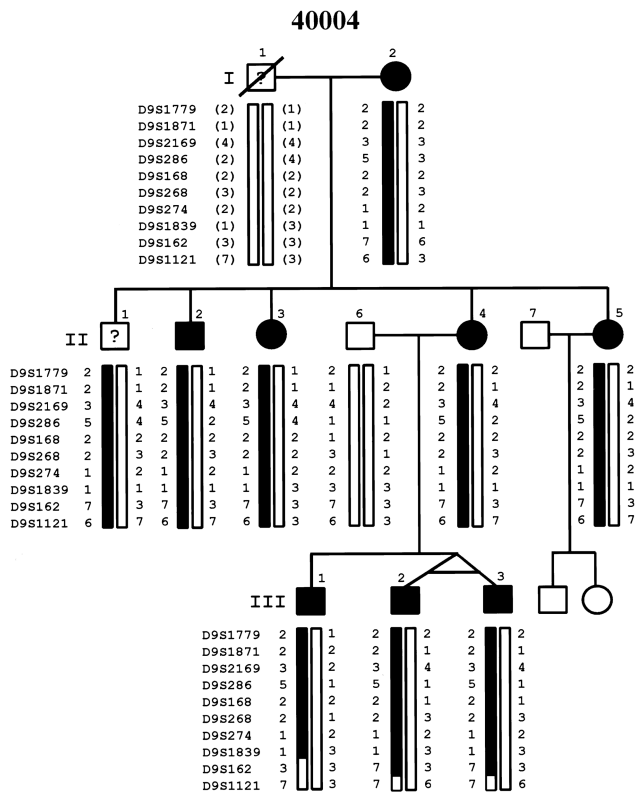 40004
1 2
I ?
D9S1779 (2) (1) 2 2
D9S1871 (1) (1) 2 2
D9S2169 (4) (4) 3 3
D9S286 (2) (4) 5 3
D9S168 (2) (2) 2 2
D9S268 (3) (2) 2 3
D9S274 (2) (2) 1 2
D9S1839 (1) (3) 1 1
D9S162 (3) (3) 7 6
D9S1121 (7) (3) 6 3
1 2 3 6 4 7 5
II ?
D9S1779 2 1 2 1 2 1 2 1 2 2 2 2
D9S1871 2 1 2 1 2 1 2 2 2 1 2 1
D9S2169 3 4 3 4 3 4 4 2 3 4 3 4
D9S286 5 4 5 2 5 4 1 1 5 2 5 2
D9S168 2 2 2 2 2 2 2 2 2 2 2 2
D9S268 2 3 2 3 2 2 3 1 2 3 2 3
D9S274 1 2 1 2 1 2 2 2 1 2 1 2
D9S1839 1 1 1 1 1 3 3 3 1 1 1 1
D9S162 7 3 7 3 7 3 3 3 7 3 7 3
D9S1121 6 7 6 7 6 3 6 3 6 7 6 7
1 2 3
III
D9S1779 2 1 2 2 2 2
D9S1871 2 2 2 1 2 1
D9S2169 3 2 3 4 3 4
D9S286 5 1 5 1 5 1
D9S168 2 2 2 2 2 2
D9S268 2 1 2 3 2 3
D9S274 1 2 1 2 1 2
D9S1839 1 3 1 3 1 3
D9S162 3 3 7 3 7 3
D9S1121 7 3 7 6 7 6